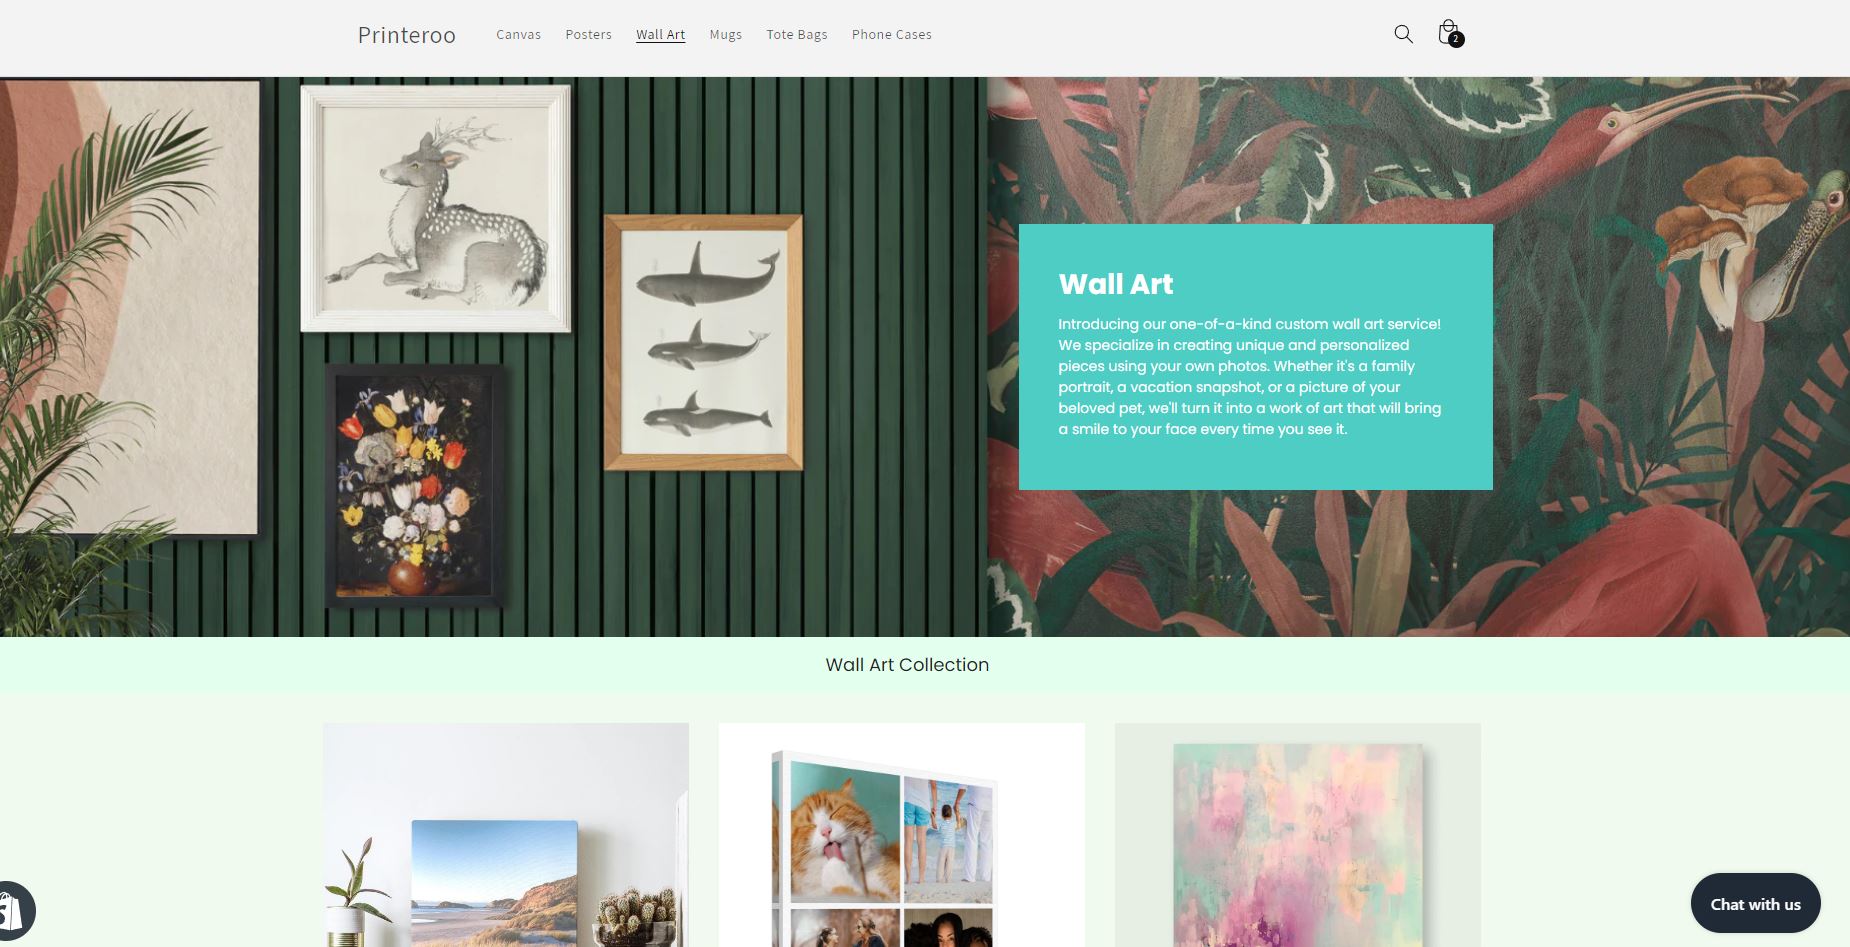 Printeroo
Canvas
Posters
Wall Art
Mugs
Tote Bags
Phone Cases
2
Wall Art
Introducing our one-of-a-kind custom wall art service!
We specialize in creating unique and personalized
pieces using your own photos. Whether it's a family
portrait, a vacation snapshot, or a picture of your
beloved pet, we'll turn it into a work of art that will bring
a smile to your face every time you see it.
Wall Art Collection
Chat with us